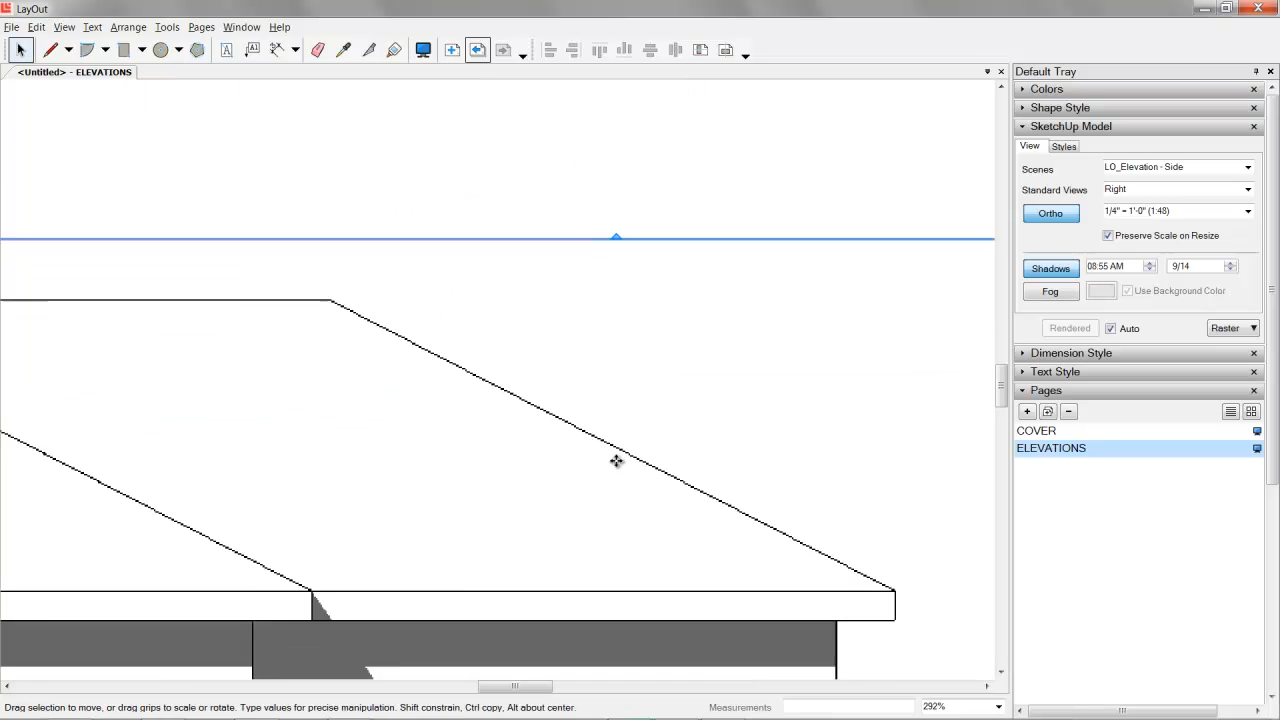 LayOut
File Edit View Text Arrange Tools Pages Window Help
<Untitled> - ELEVATIONS
Default Tray
Colors
Shape Style
SketchUp Model
View Styles
Scenes LO_Elevation - Side
Standard Views Right
Ortho 1/4" = 1'-0" (1:48)
Preserve Scale on Resize
Shadows 08:55 AM 9/14
Fog Use Background Color
Rendered Auto Raster
Dimension Style
Text Style
Pages
COVER
ELEVATIONS
Drag selection to move, or drag grips to scale or rotate. Type values for precise manipulation. Shift constrain, Ctrl copy, Alt about center. Measurements 292%